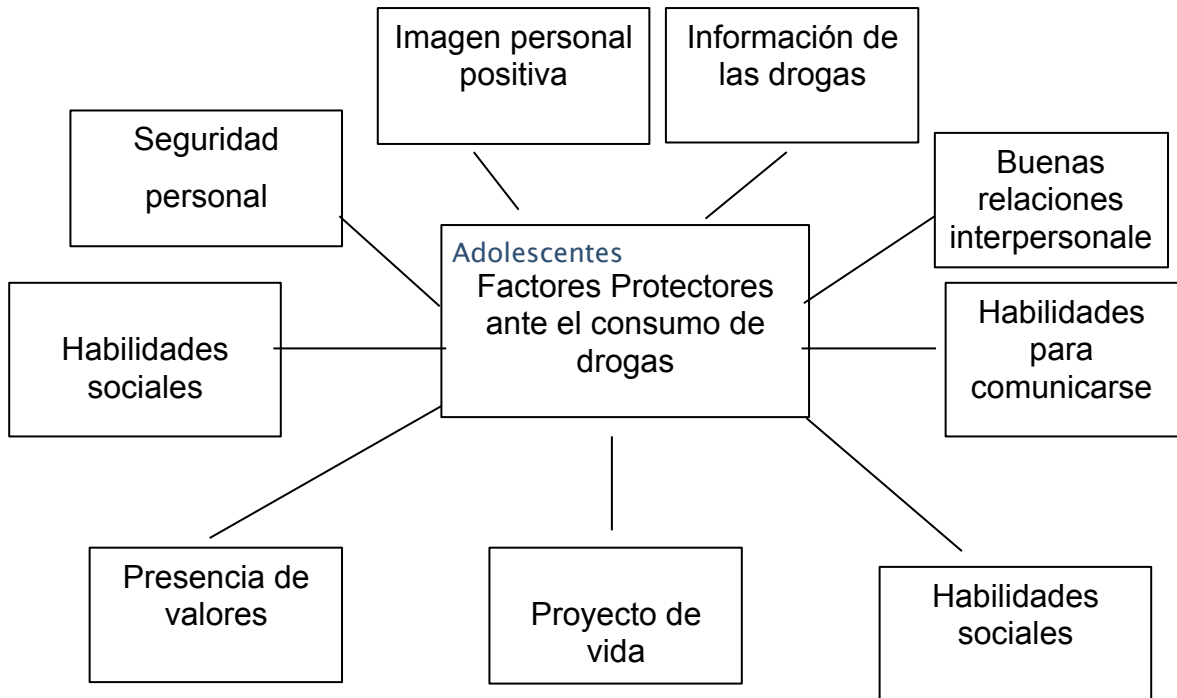 Imagen personal
positiva
Información de
las drogas
Seguridad
personal
Buenas
relaciones
interpersonale
Adolescentes
Factores Protectores
ante el consumo de
drogas
Habilidades
sociales
Habilidades
para
comunicarse
Presencia de
valores
Proyecto de
vida
Habilidades
sociales